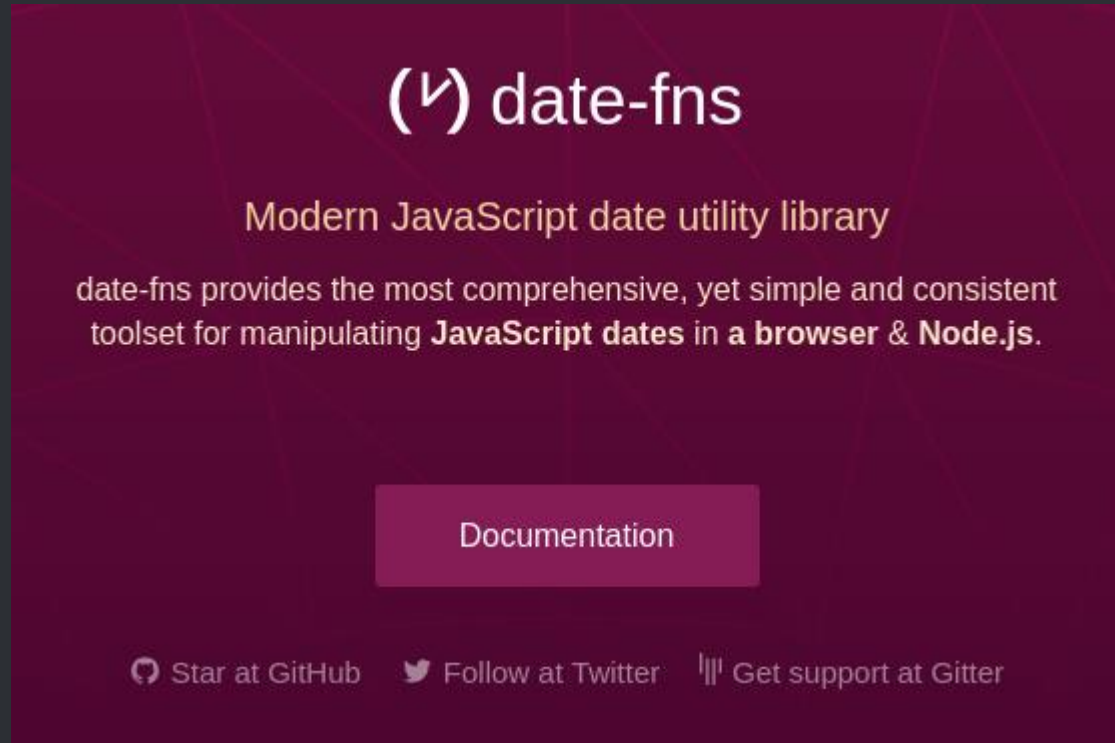 date-fns
Modern JavaScript date utility library
date-fns provides the most comprehensive, yet simple and consistent
toolset for manipulating JavaScript dates in a browser & Node.js.
Documentation
Star at GitHub Follow at Twitter Get support at Gitter